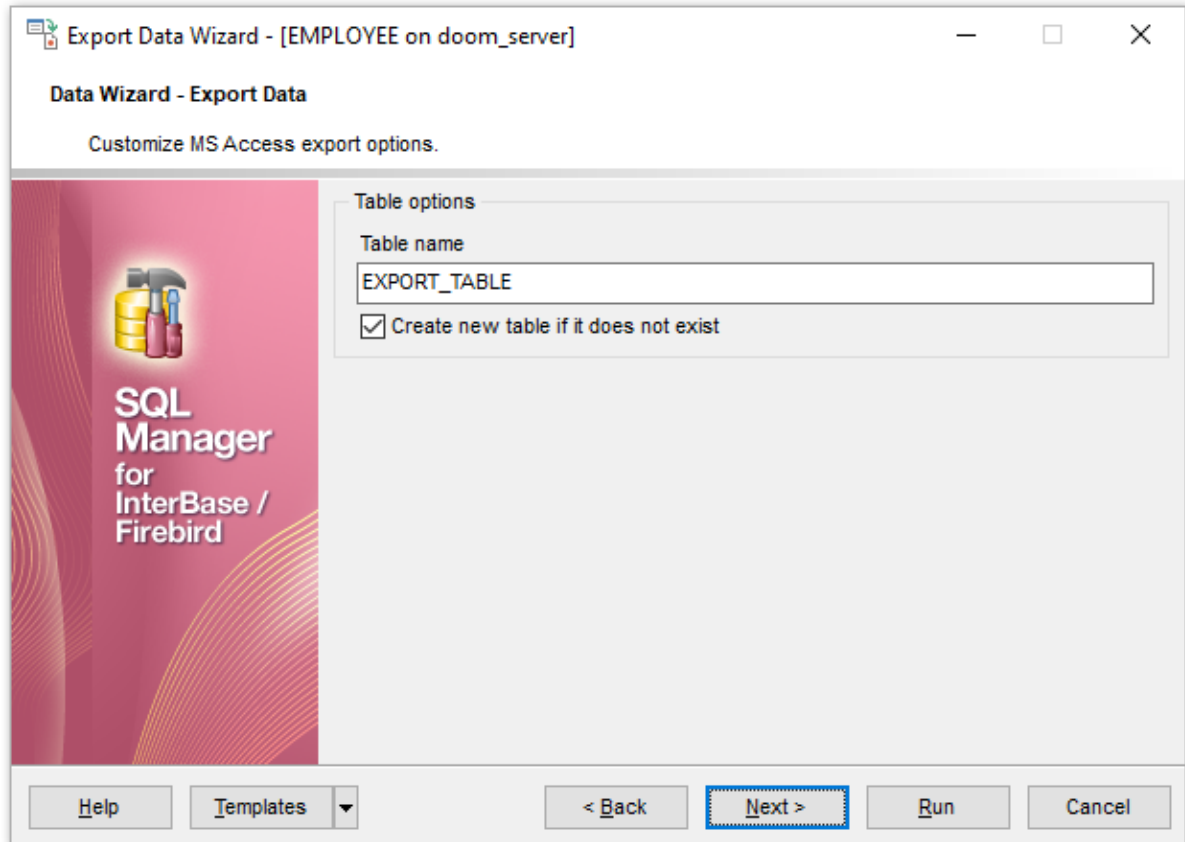 Export Data Wizard - [EMPLOYEE on doom_server]
Data Wizard - Export Data
Customize MS Access export options.
Table options
Table name
EXPORT_TABLE
Create new table if it does not exist
SQL
Manager
for
InterBase /
Firebird
Help
Templates
< Back
Next >
Run
Cancel